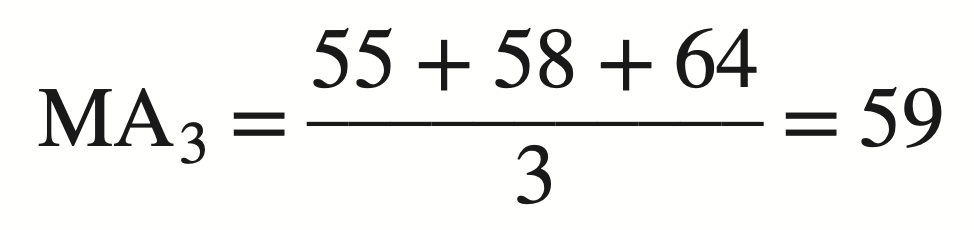 MA₃ = (55 + 58 + 64) / 3 = 59